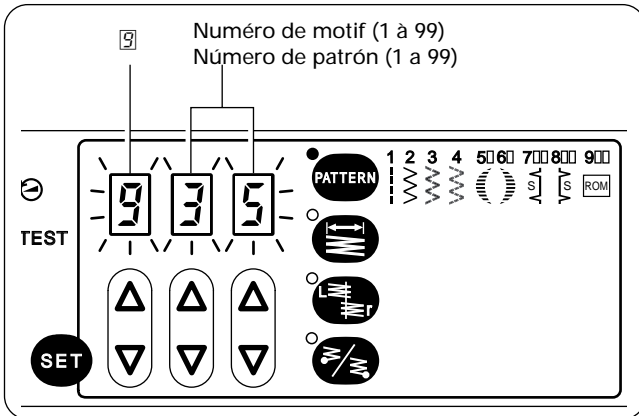 9 Numéro de motif (1 à 99)
Número de patrón (1 a 99)
1 2 3 4 5▯ 6▯ 7▯▯ 8▯▯ 9▯▯
9 3 5 PATTERN S S ROM
TEST
L r
SET